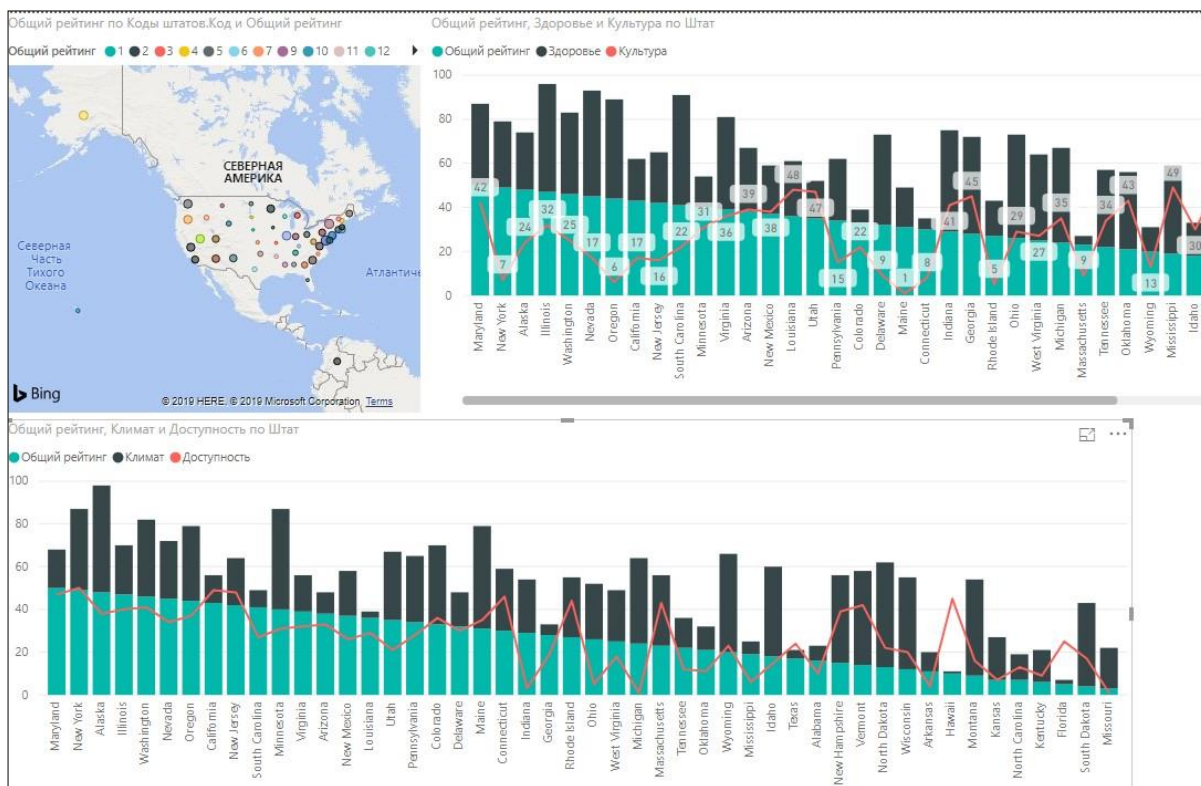 Общий рейтинг по Коды штатов.Код и Общий рейтинг
Общий рейтинг 1 2 3 4 5 6 7 9 10 11 12
СЕВЕРНАЯ
АМЕРИКА
Северная
Часть
Тихого
Океана
Атлантиче
Bing
© 2019 HERE, © 2019 Microsoft Corporation Terms
Общий рейтинг, Здоровье и Культура по Штат
Общий рейтинг Здоровье Культура
100
80
60
40
20
0
42 7 24 32 25 17 6 17 16 22 31 36 39 38 48 47 15 22 9 1 8 41 45 5 29 27 35 9 34 43 13 49 30
Maryland
New York
Alaska
Illinois
Washington
Nevada
Oregon
California
New Jersey
South Carolina
Minnesota
Virginia
Arizona
New Mexico
Louisiana
Utah
Pennsylvania
Colorado
Delaware
Maine
Connecticut
Indiana
Georgia
Rhode Island
Ohio
West Virginia
Michigan
Massachusetts
Tennessee
Oklahoma
Wyoming
Mississippi
Idaho
Общий рейтинг, Климат и Доступность по Штат
Общий рейтинг Климат Доступность
100
80
60
40
20
0
Maryland
New York
Alaska
Illinois
Washington
Nevada
Oregon
California
New Jersey
South Carolina
Minnesota
Virginia
Arizona
New Mexico
Louisiana
Utah
Pennsylvania
Colorado
Delaware
Maine
Connecticut
Indiana
Georgia
Rhode Island
Ohio
West Virginia
Michigan
Massachusetts
Tennessee
Oklahoma
Wyoming
Mississippi
Idaho
Texas
Alabama
New Hampshire
Vermont
North Dakota
Wisconsin
Arkansas
Hawaii
Montana
Kansas
North Carolina
Kentucky
Florida
South Dakota
Missouri